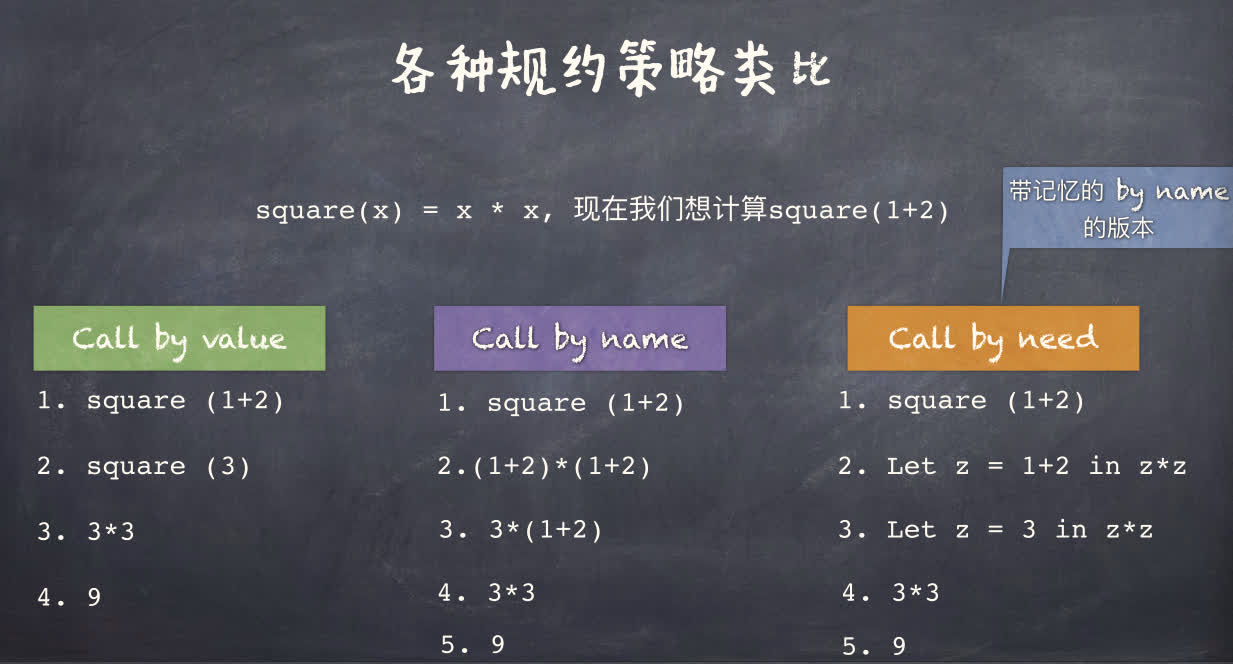 各种规约策略类比
square(x) = x * x, 现在我们想计算square(1+2)
带记忆的 by name
的版本
Call by value
1. square (1+2)
2. square (3)
3. 3*3
4. 9
Call by name
1. square (1+2)
2.(1+2)*(1+2)
3. 3*(1+2)
4. 3*3
5. 9
Call by need
1. square (1+2)
2. Let z = 1+2 in z*z
3. Let z = 3 in z*z
4. 3*3
5. 9